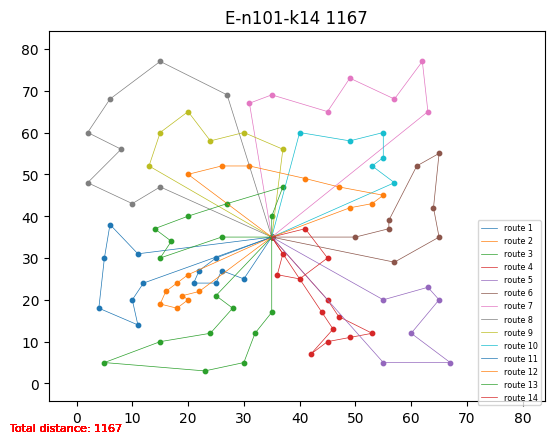 E-n101-k14 1167
80
70
60
50
40
30
20
10
0
0 10 20 30 40 50 60 70 80
route 1
route 2
route 3
route 4
route 5
route 6
route 7
route 8
route 9
route 10
route 11
route 12
route 13
route 14
Total distance: 1167